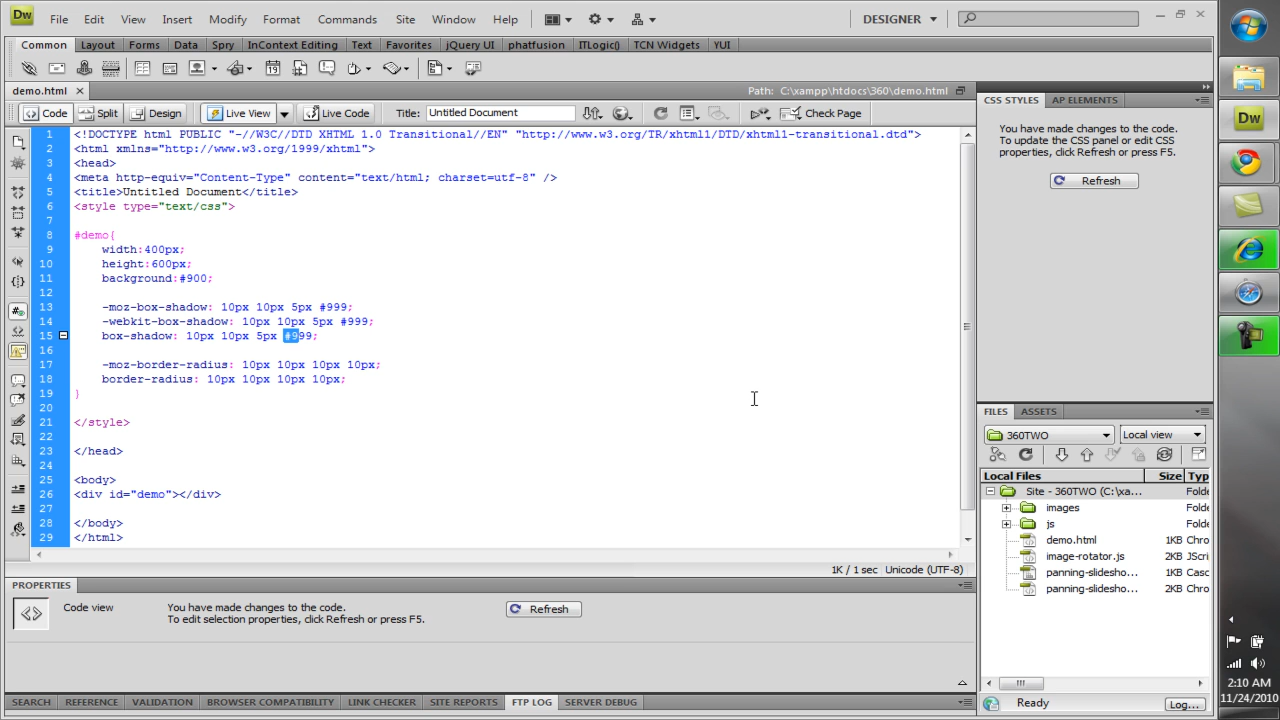 Dw File Edit View Insert Modify Format Commands Site Window Help DESIGNER
Common Layout Forms Data Spry InContext Editing Text Favorites jQuery UI phatfusion ITLogic() TCN Widgets YUI
demo.html × Path: C:\xampp\htdocs\360\demo.html
Code Split Design Live View Live Code Title: Untitled Document Check Page
1 <!DOCTYPE html PUBLIC "-//W3C//DTD XHTML 1.0 Transitional//EN" "http://www.w3.org/TR/xhtml1/DTD/xhtml1-transitional.dtd">
2 <html xmlns="http://www.w3.org/1999/xhtml">
3 <head>
4 <meta http-equiv="Content-Type" content="text/html; charset=utf-8" />
5 <title>Untitled Document</title>
6 <style type="text/css">
7
8 #demo{
9 width:400px;
10 height:600px;
11 background:#900;
12
13 -moz-box-shadow: 10px 10px 5px #999;
14 -webkit-box-shadow: 10px 10px 5px #999;
15 box-shadow: 10px 10px 5px #999;
16
17 -moz-border-radius: 10px 10px 10px 10px;
18 border-radius: 10px 10px 10px 10px;
19 }
20
21 </style>
22
23 </head>
24
25 <body>
26 <div id="demo"></div>
27
28 </body>
29 </html>
1K / 1 sec Unicode (UTF-8)
PROPERTIES
Code view
You have made changes to the code.
To edit selection properties, click Refresh or press F5.
Refresh
SEARCH REFERENCE VALIDATION BROWSER COMPATIBILITY LINK CHECKER SITE REPORTS FTP LOG SERVER DEBUG
CSS STYLES AP ELEMENTS
You have made changes to the code.
To update the CSS panel or edit CSS
properties, click Refresh or press F5.
Refresh
FILES ASSETS
360TWO Local view
Local Files Size Typ
Site - 360TWO (C:\xa... Folde
images Folde
js Folde
demo.html 1KB Chro
image-rotator.js 2KB JScri
panning-slidesho... 1KB Casc
panning-slidesho... 2KB Chro
Ready Log...
Dw
2:10 AM
11/24/2010